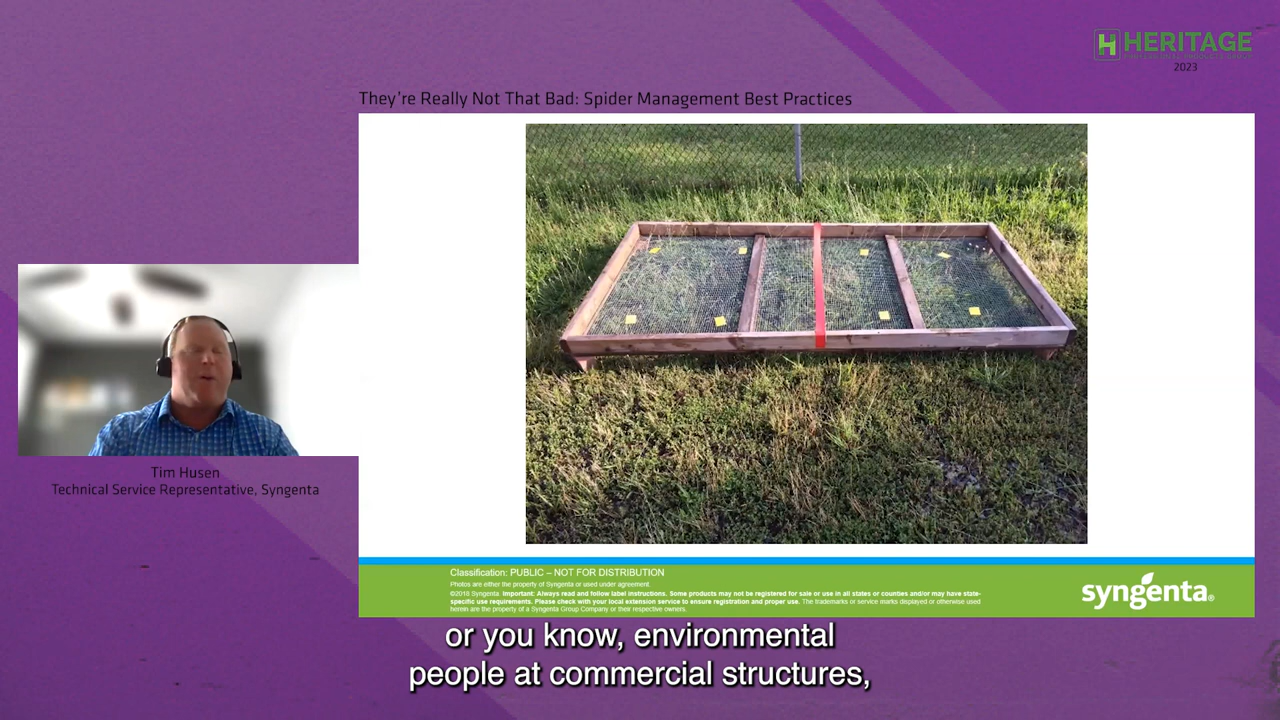 HERITAGE
2023
They're Really Not That Bad: Spider Management Best Practices
Tim Husen
Technical Service Representative, Syngenta
Classification: PUBLIC – NOT FOR DISTRIBUTION
Photos are either the property of Syngenta or used under agreement.
©2018 Syngenta. Important: Always read and follow label instructions. Some products may not be registered for sale or use in all states or counties and/or may have state-
specific use requirements. Please check with your local extension service to ensure registration and proper use. The trademarks or service marks displayed or otherwise used
herein are the property of a Syngenta Group Company or their respective owners.
syngenta®
or you know, environmental
people at commercial structures,